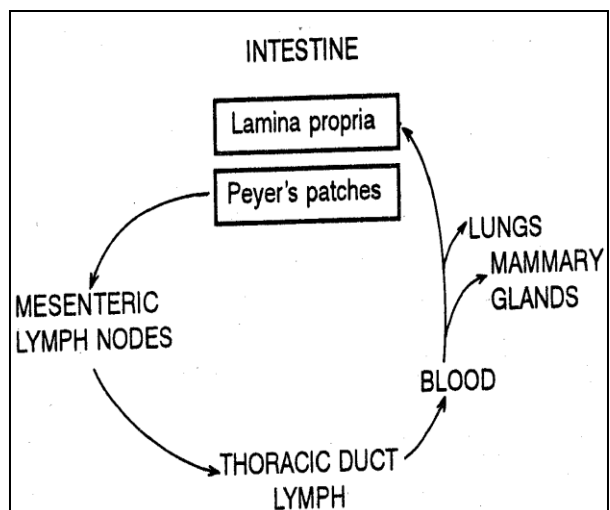 INTESTINE
Lamina propria
Peyer's patches
LUNGS
MAMMARY
GLANDS
MESENTERIC
LYMPH NODES
BLOOD
THORACIC DUCT
LYMPH